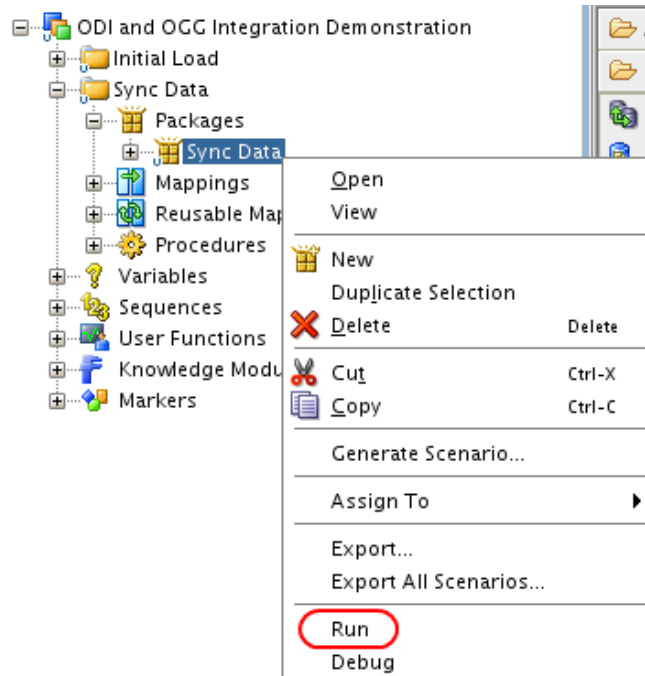 ODI and OGG Integration Demonstration
Initial Load
Sync Data
Packages
Sync Data
Mappings
Reusable Map
Procedures
Variables
Sequences
User Functions
Knowledge Modu
Markers
Open
View
New
Duplicate Selection
Delete Delete
Cut Ctrl-X
Copy Ctrl-C
Generate Scenario...
Assign To
Export...
Export All Scenarios...
Run
Debug